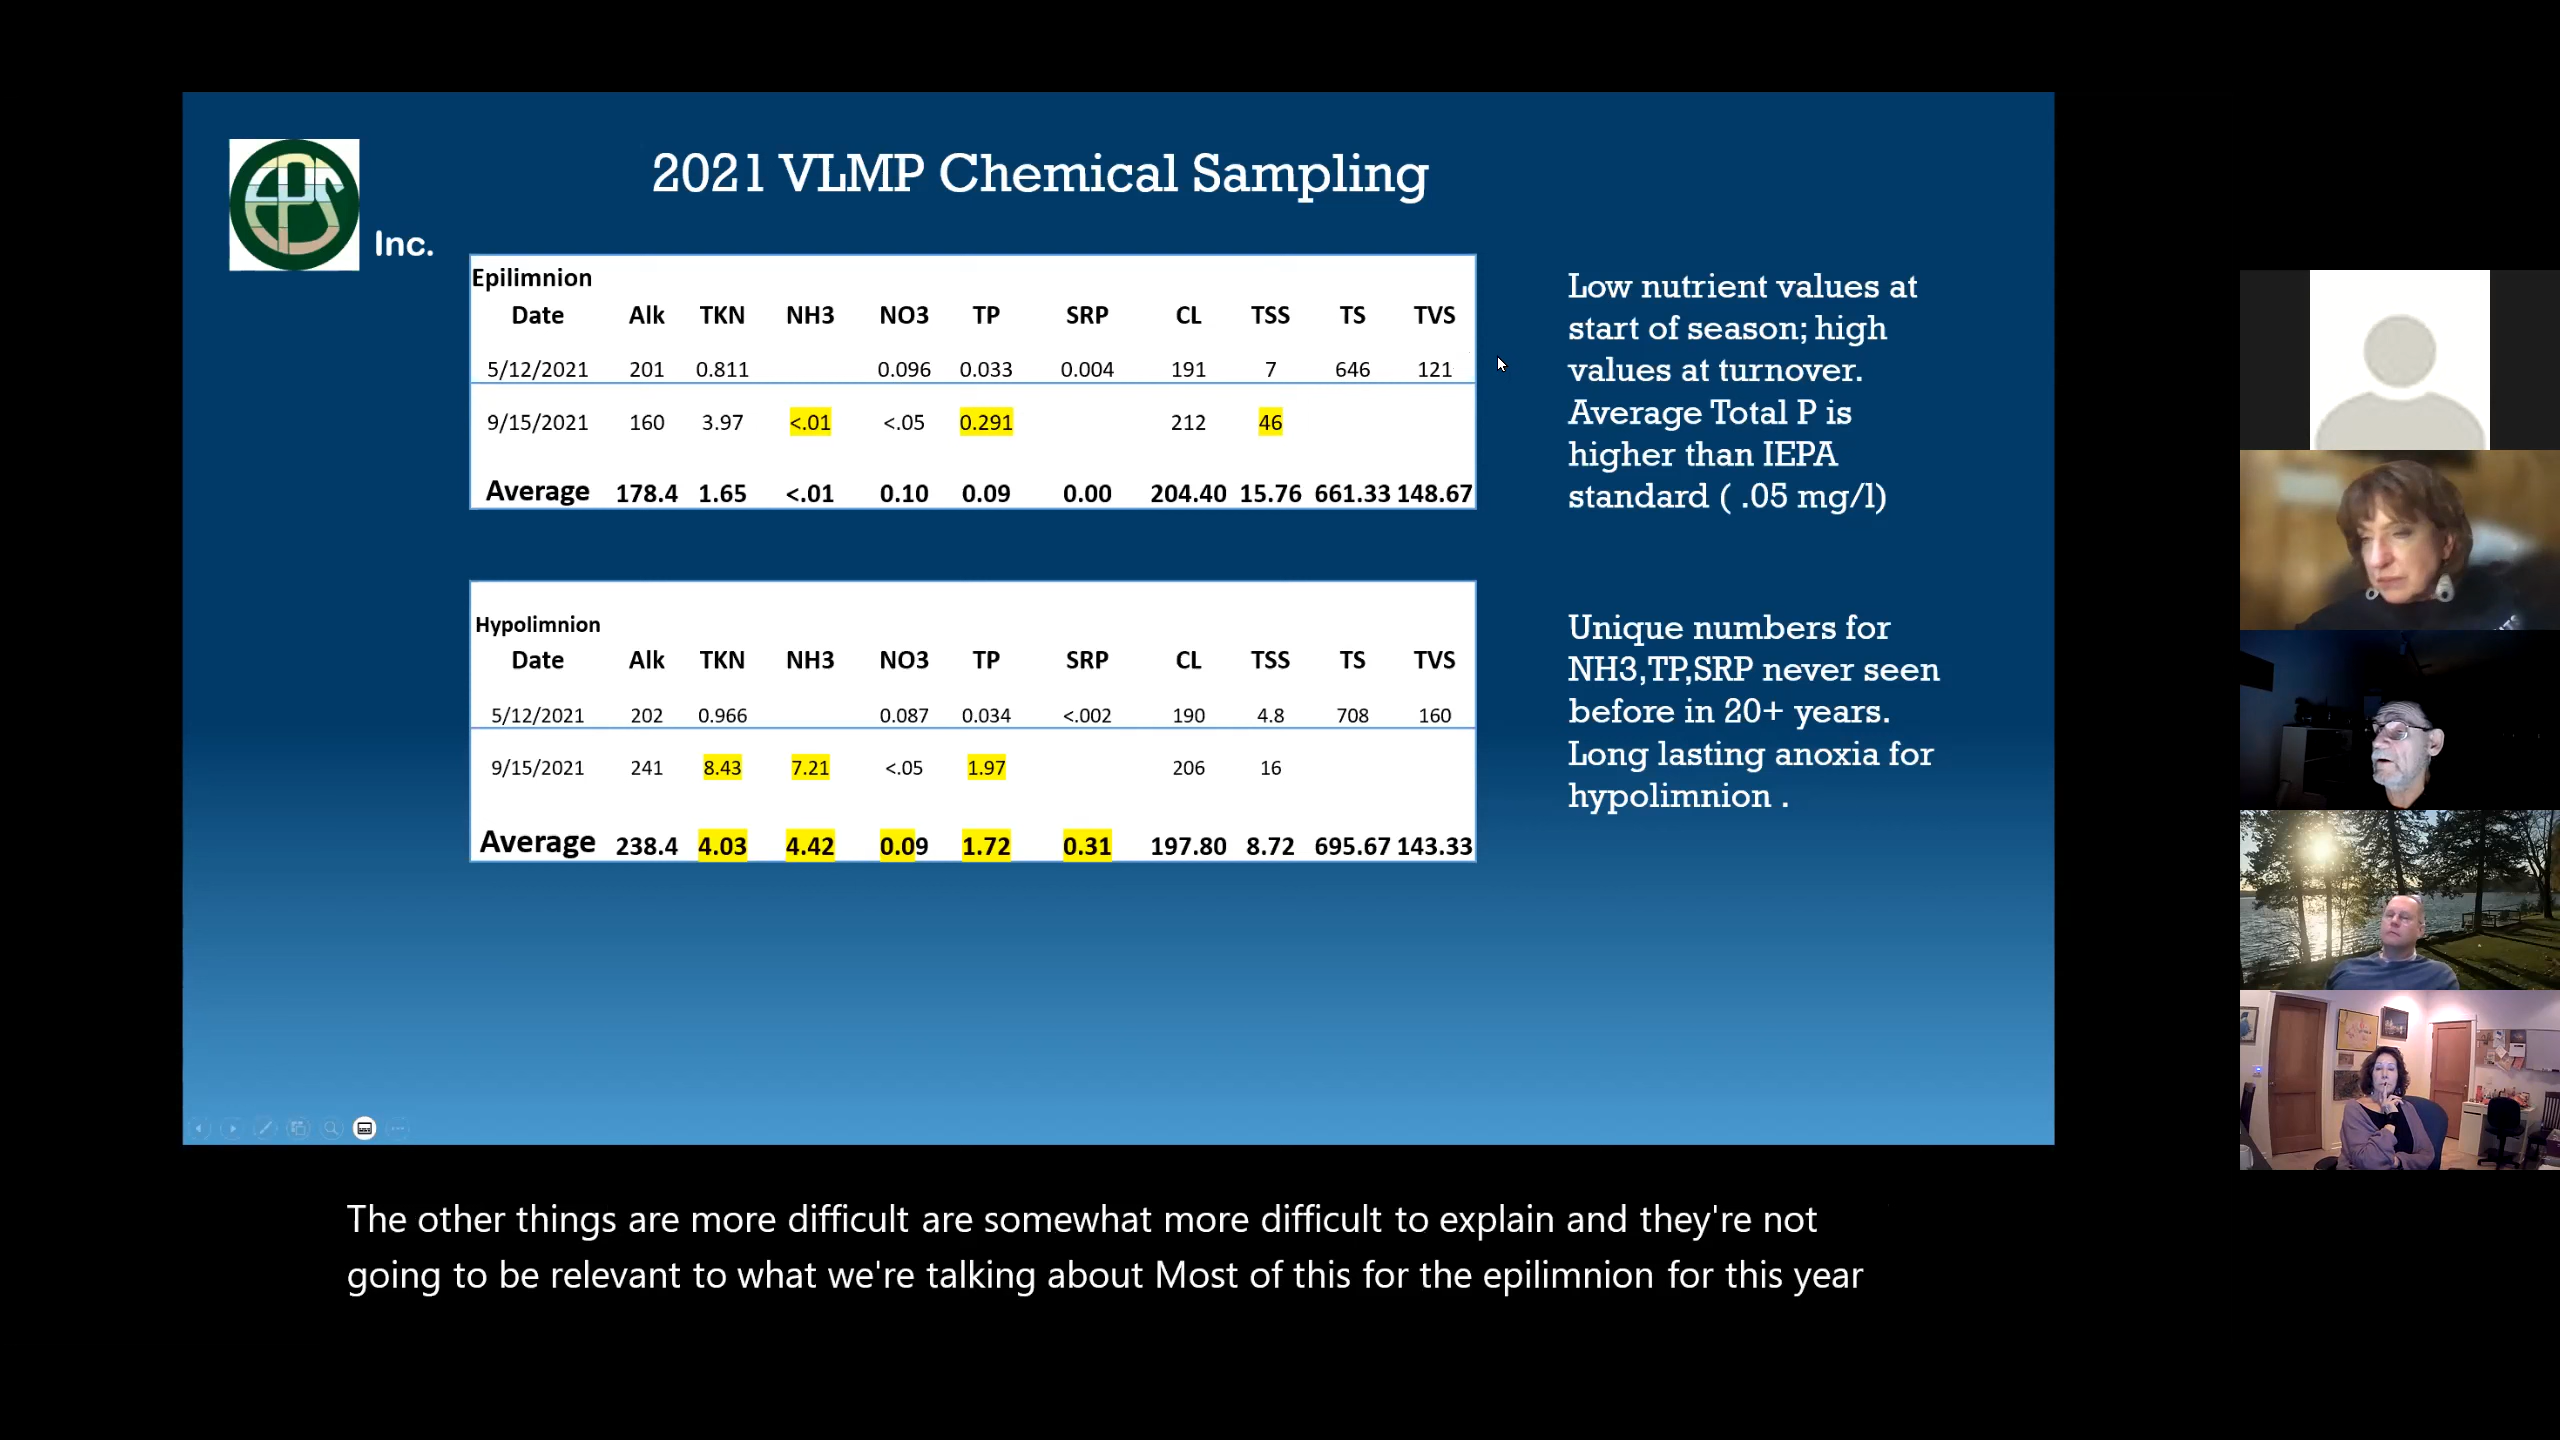 2021 VLMP Chemical Sampling
EPS
Inc.
Epilimnion
Date Alk TKN NH3 NO3 TP SRP CL TSS TS TVS
5/12/2021 201 0.811 0.096 0.033 0.004 191 7 646 121
9/15/2021 160 3.97 <.01 <.05 0.291 212 46
Average 178.4 1.65 <.01 0.10 0.09 0.00 204.40 15.76 661.33 148.67
Low nutrient values at
start of season; high
values at turnover.
Average Total P is
higher than IEPA
standard ( .05 mg/l)
Hypolimnion
Date Alk TKN NH3 NO3 TP SRP CL TSS TS TVS
5/12/2021 202 0.966 0.087 0.034 <.002 190 4.8 708 160
9/15/2021 241 8.43 7.21 <.05 1.97 206 16
Average 238.4 4.03 4.42 0.09 1.72 0.31 197.80 8.72 695.67 143.33
Unique numbers for
NH3,TP,SRP never seen
before in 20+ years.
Long lasting anoxia for
hypolimnion .
The other things are more difficult are somewhat more difficult to explain and they're not
going to be relevant to what we're talking about Most of this for the epilimnion for this year